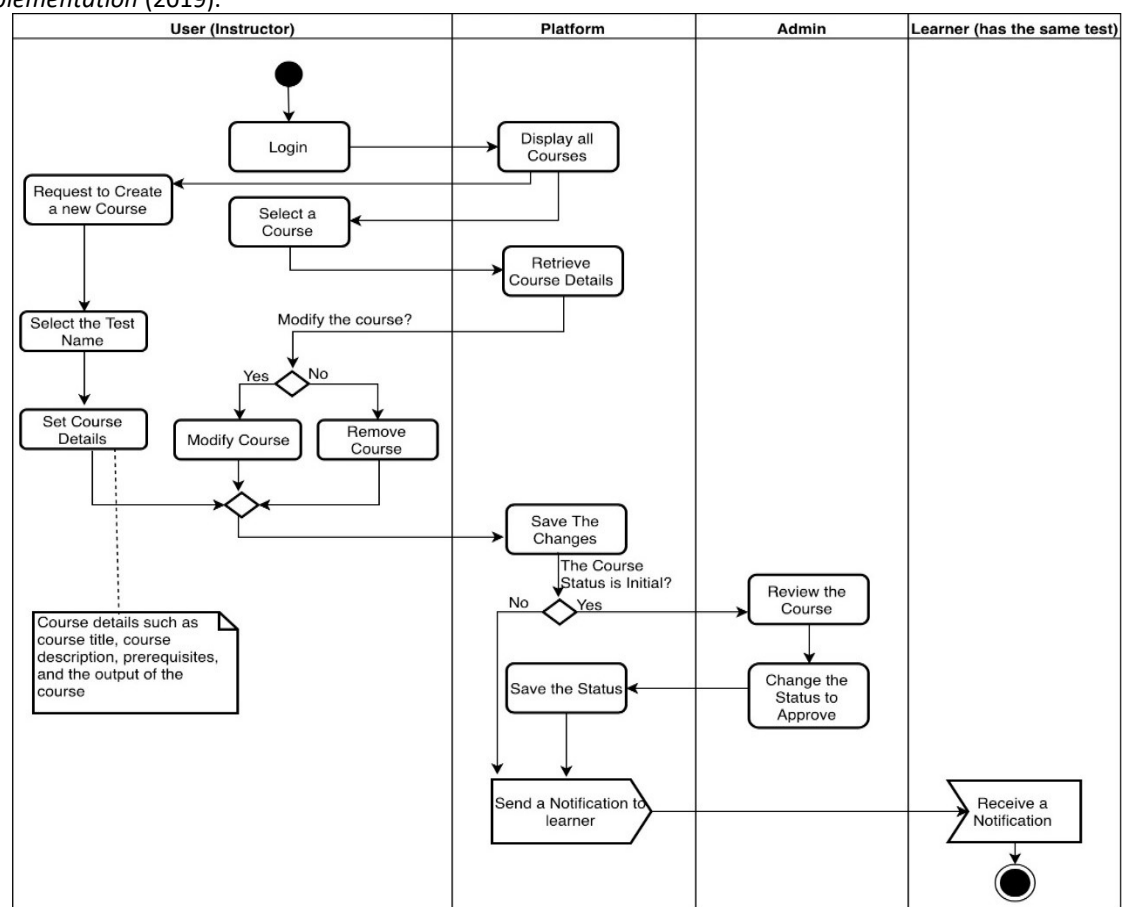 plementation (2019).
User (Instructor)
Platform
Admin
Learner (has the same test)
Login
Display all
Courses
Request to Create
a new Course
Select a
Course
Retrieve
Course Details
Select the Test
Name
Modify the course?
Yes
No
Set Course
Details
Modify Course
Remove
Course
Save The
Changes
The Course
Status is Initial?
No
Yes
Review the
Course
Course details such as
course title, course
description, prerequisites,
and the output of the
course
Save the Status
Change the
Status to
Approve
Send a Notification to
learner
Receive a
Notification